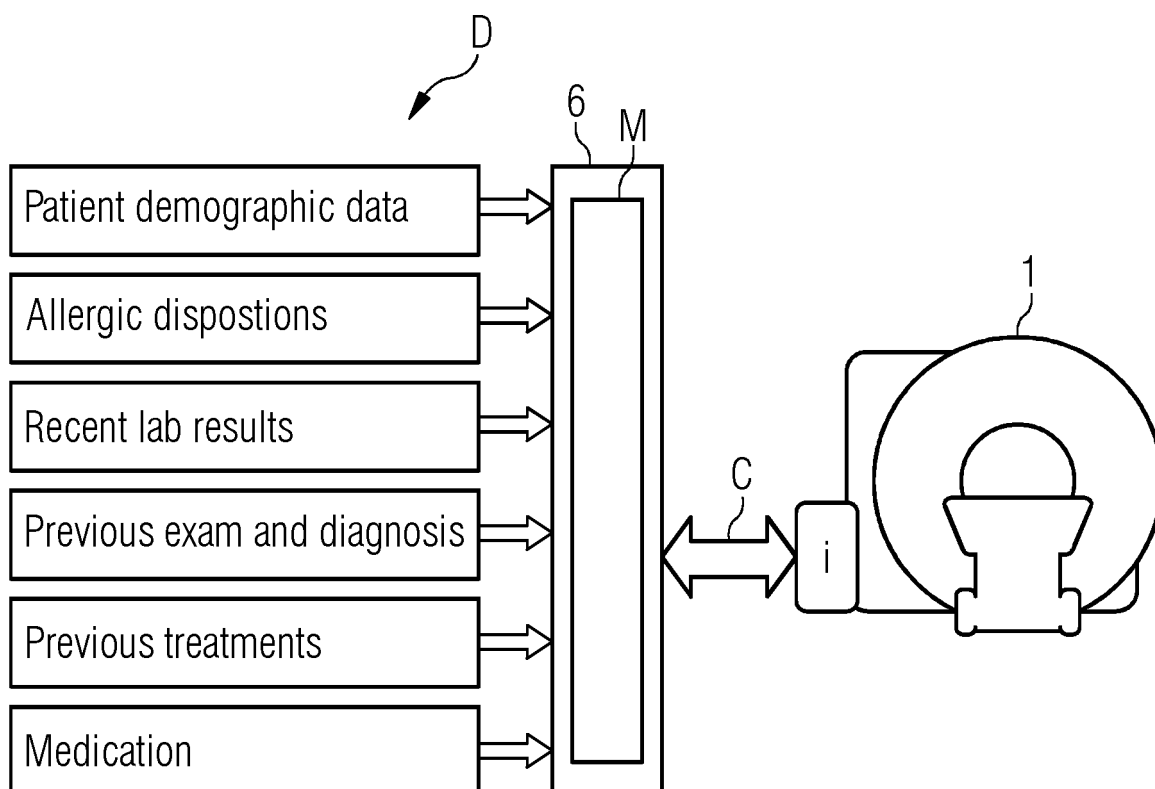 D
6
M
Patient demographic data
Allergic dispostions
1
Recent lab results
C
Previous exam and diagnosis
i
Previous treatments
Medication